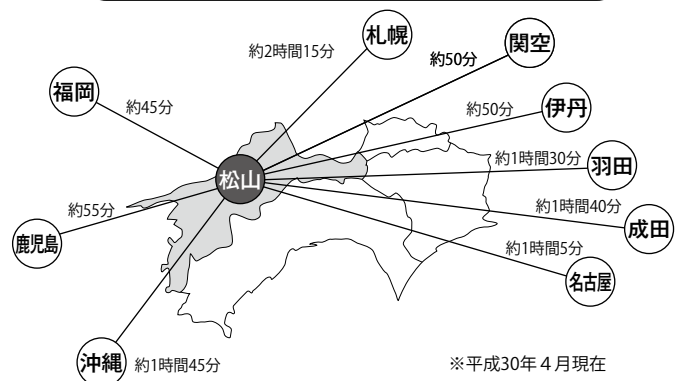 札幌
約2時間15分
関空
約50分
福岡
約45分
伊丹
約50分
松山
羽田
約1時間30分
鹿児島
約55分
成田
約1時間40分
名古屋
約1時間5分
沖縄
約1時間45分
※平成30年4月現在